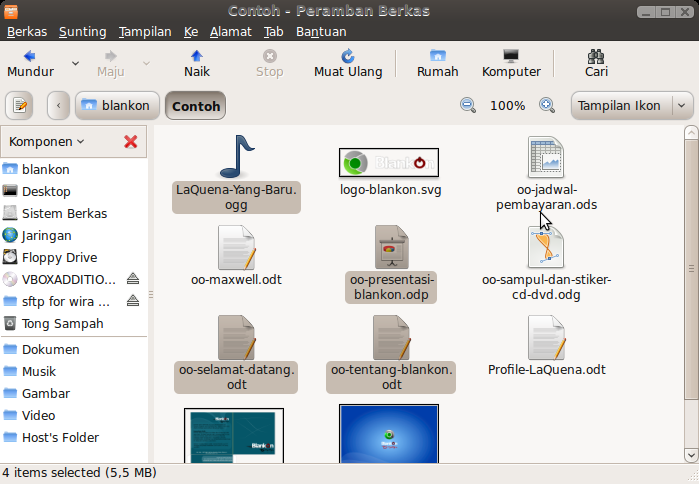 Contoh - Peramban Berkas
Berkas Sunting Tampilan Ke Alamat Tab Bantuan
Mundur Maju Naik Stop Muat Ulang Rumah Komputer Cari
blankon Contoh 100% Tampilan Ikon
Komponen
blankon
Desktop
Sistem Berkas
Jaringan
Floppy Drive
VBOXADDITIO...
sftp for wira ...
Tong Sampah
Dokumen
Musik
Gambar
Video
Host's Folder
LaQuena-Yang-Baru.
ogg
BlankOn
logo-blankon.svg
oo-jadwal-
pembayaran.ods
oo-maxwell.odt
oo-presentasi-
blankon.odp
oo-sampul-dan-stiker-
cd-dvd.odg
oo-selamat-datang.
odt
oo-tentang-blankon.
odt
Profile-LaQuena.odt
BlankOn
4 items selected (5,5 MB)